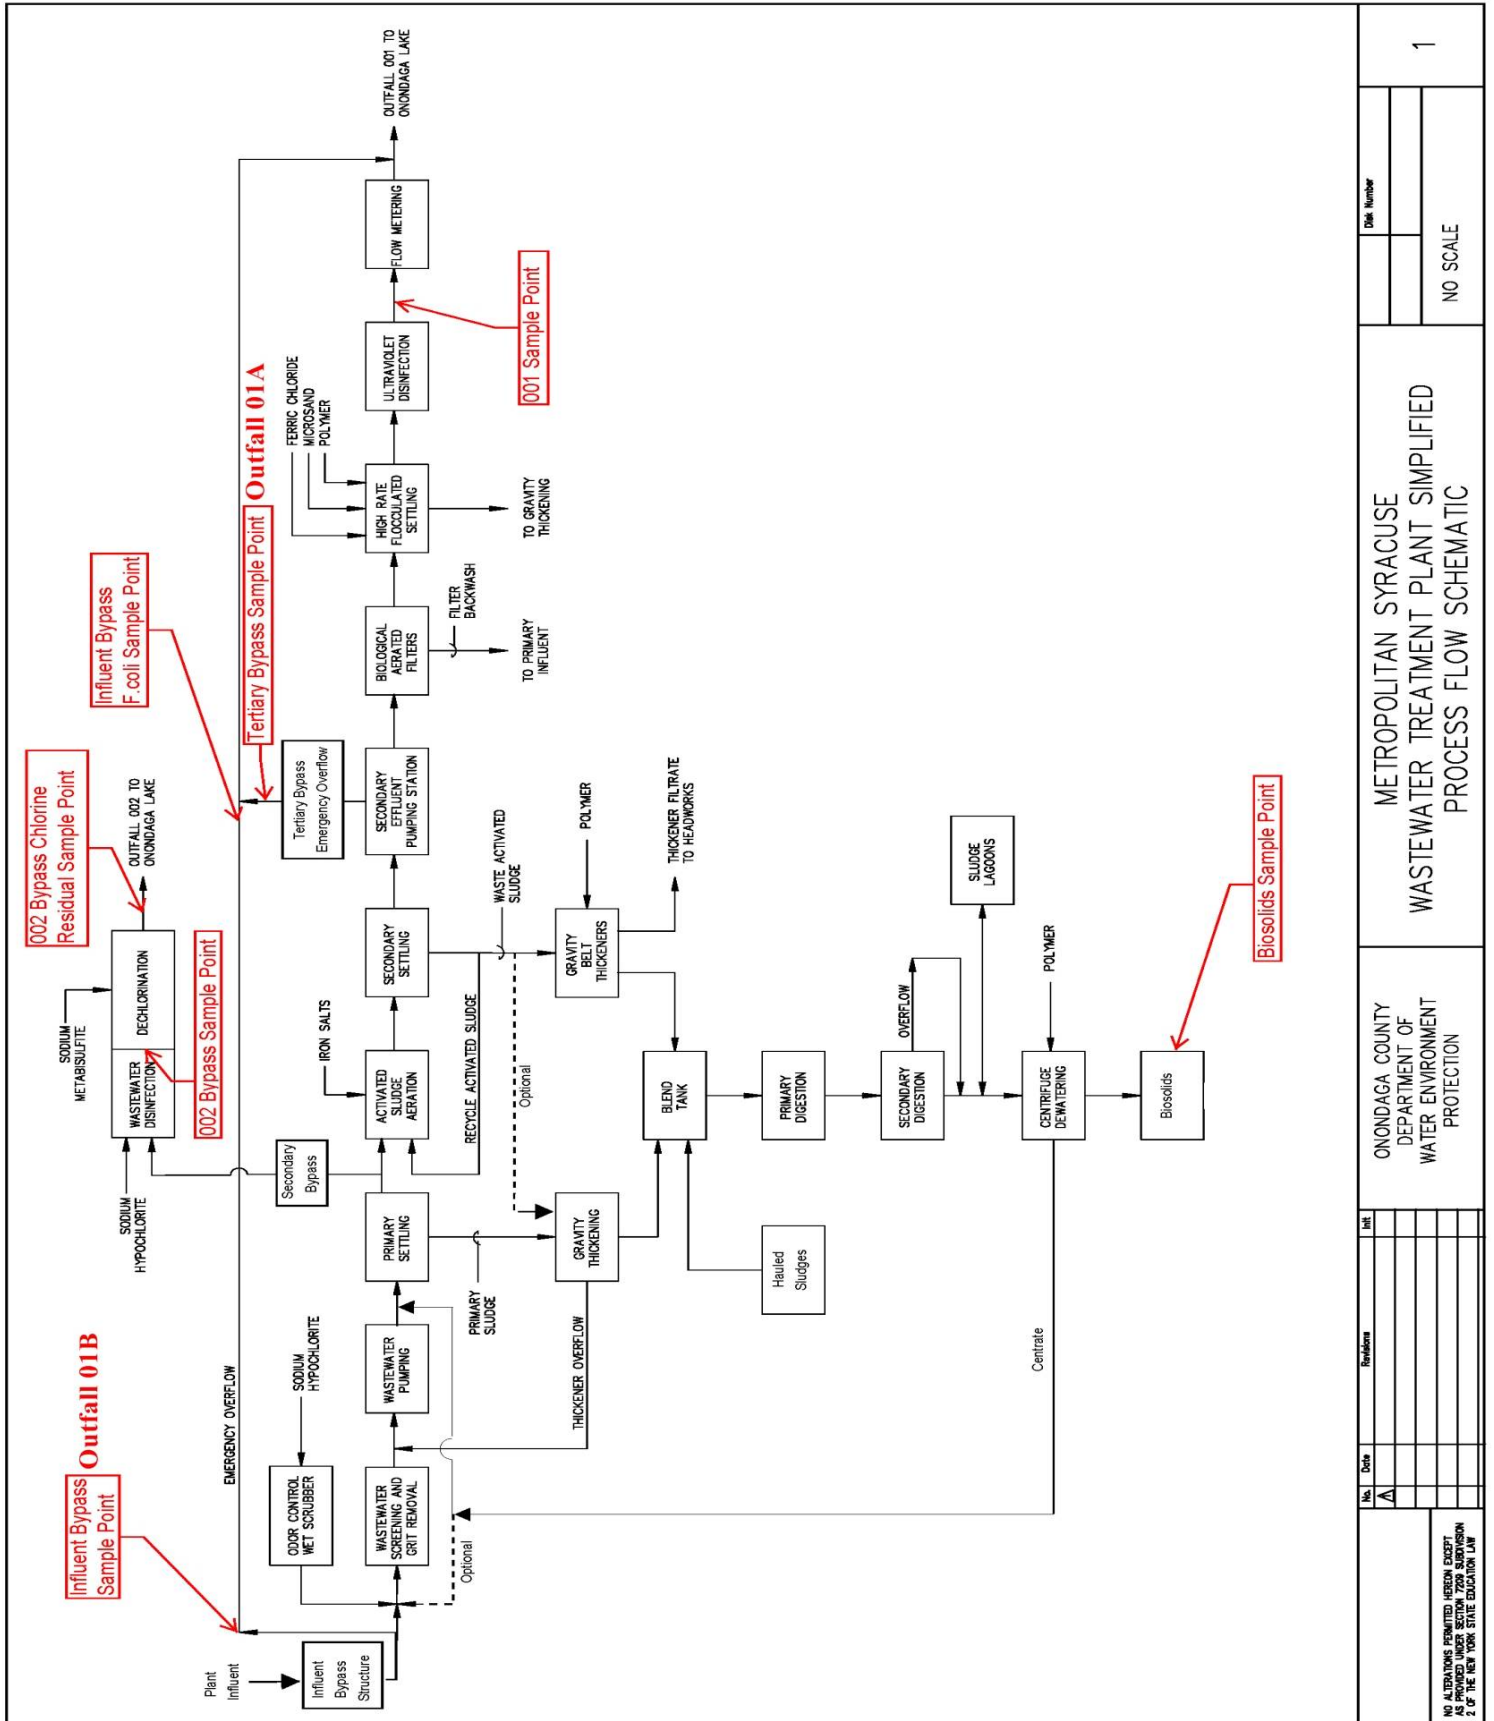 Influent Bypass
Sample Point
Outfall 01B
002 Bypass Chlorine
Residual Sample Point
Influent Bypass
F.coli Sample Point
SODIUM
HYPOCHLORITE
SODIUM
METABISULFITE
WASTEWATER
DISINFECTION
DECHLORINATION
OUTFALL 002 TO
ONONDAGA LAKE
002 Bypass Sample Point
Tertiary Bypass Sample Point
Outfall 01A
EMERGENCY OVERFLOW
Plant
Influent
Influent
Bypass
Structure
ODOR CONTROL
WET SCRUBBER
SODIUM
HYPOCHLORITE
Secondary
Bypass
Tertiary Bypass
Emergency Overflow
IRON SALTS
FERRIC CHLORIDE
MICROSAND
POLYMER
WASTEWATER
SCREENING AND
GRIT REMOVAL
WASTEWATER
PUMPING
PRIMARY
SETTLING
ACTIVATED
SLUDGE
AERATION
SECONDARY
SETTLING
SECONDARY
EFFLUENT
PUMPING STATION
BIOLOGICAL
AERATED
FILTERS
HIGH RATE
FLOCCULATED
SETTLING
ULTRAVIOLET
DISINFECTION
FLOW METERING
OUTFALL 001 TO
ONONDAGA LAKE
Optional
PRIMARY
SLUDGE
RECYCLE ACTIVATED SLUDGE
WASTE ACTIVATED
SLUDGE
FILTER
BACKWASH
TO PRIMARY
INFLUENT
TO GRAVITY
THICKENING
001 Sample Point
THICKENER OVERFLOW
Optional
GRAVITY
THICKENING
GRAVITY
BELT
THICKENERS
POLYMER
THICKENER FILTRATE
TO HEADWORKS
BLEND
TANK
Hauled
Sludges
PRIMARY
DIGESTION
SECONDARY
DIGESTION
OVERFLOW
SLUDGE
LAGOONS
Centrate
CENTRIFUGE
DEWATERING
POLYMER
Biosolids
Biosolids Sample Point
NO ALTERATIONS PERMITTED HEREON EXCEPT
AS PROVIDED UNDER SECTION 7209 SUBDIVISION
2 OF THE NEW YORK STATE EDUCATION LAW
No.
Date
Revisions
Init
ONONDAGA COUNTY
DEPARTMENT OF
WATER ENVIRONMENT
PROTECTION
METROPOLITAN SYRACUSE
WASTEWATER TREATMENT PLANT SIMPLIFIED
PROCESS FLOW SCHEMATIC
Disk Number
NO SCALE
1